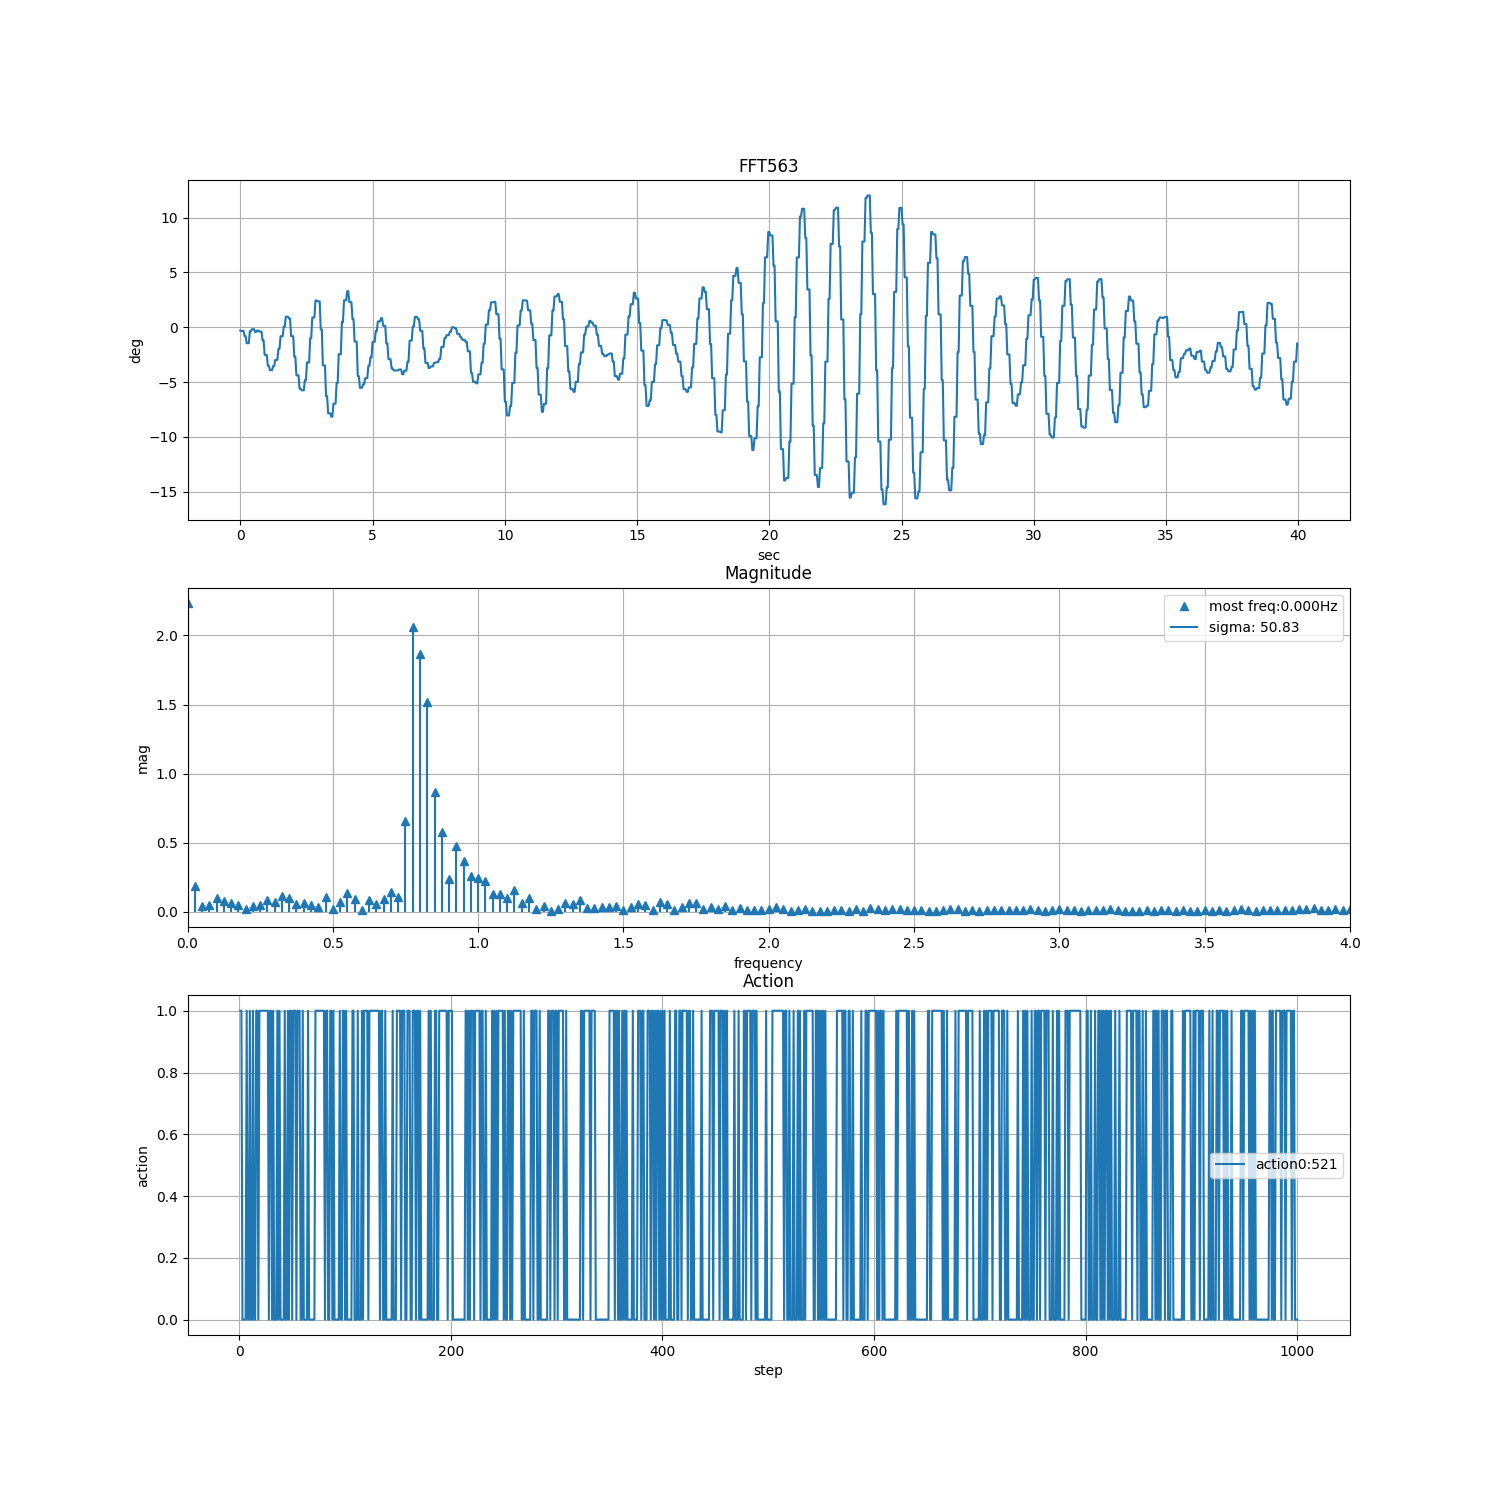 FFT563
10
5
0
−5
−10
−15
deg
0 5 10 15 20 25 30 35 40
sec
Magnitude
most freq:0.000Hz
sigma: 50.83
2.0
1.5
1.0
0.5
0.0
mag
0.0 0.5 1.0 1.5 2.0 2.5 3.0 3.5 4.0
frequency
Action
1.0
0.8
0.6
0.4
0.2
0.0
action
action0:521
0 200 400 600 800 1000
step